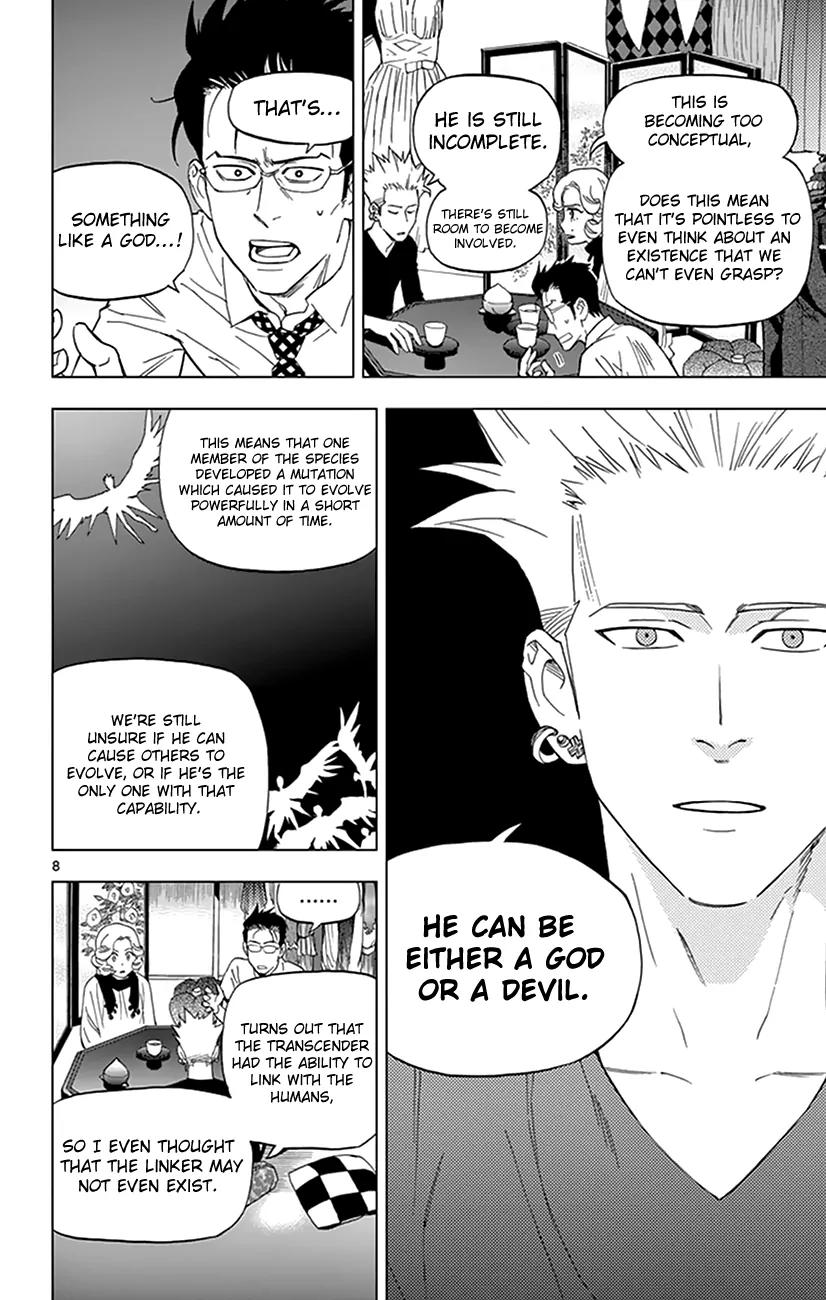 THIS IS
BECOMING TOO
CONCEPTUAL,
DOES THIS MEAN
THAT IT'S POINTLESS TO
EVEN THINK ABOUT AN
EXISTENCE THAT WE
CAN'T EVEN GRASP?
HE IS STILL
INCOMPLETE.
THERE'S STILL
ROOM TO BECOME
INVOLVED.
THAT'S...
SOMETHING
LIKE A GOD...!
HE CAN BE
EITHER A GOD
OR A DEVIL.
THIS MEANS THAT ONE
MEMBER OF THE SPECIES
DEVELOPED A MUTATION
WHICH CAUSED IT TO EVOLVE
POWERFULLY IN A SHORT
AMOUNT OF TIME.
WE'RE STILL
UNSURE IF HE CAN
CAUSE OTHERS TO
EVOLVE, OR IF HE'S THE
ONLY ONE WITH THAT
CAPABILITY.
8
......
TURNS OUT THAT
THE TRANSCENDER
HAD THE ABILITY TO
LINK WITH THE
HUMANS,
SO I EVEN THOUGHT
THAT THE LINKER MAY
NOT EVEN EXIST.